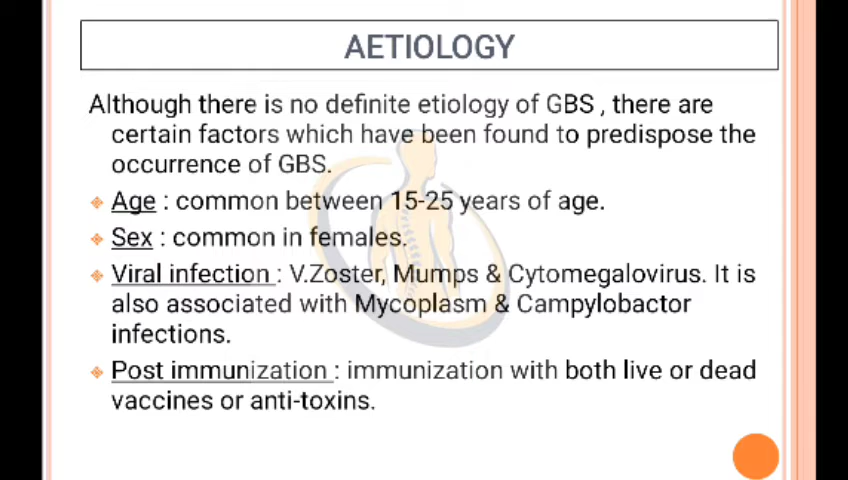 AETIOLOGY
Although there is no definite etiology of GBS , there are
certain factors which have been found to predispose the
occurrence of GBS.
Age : common between 15-25 years of age.
Sex : common in females.
Viral infection : V.Zoster, Mumps & Cytomegalovirus. It is
also associated with Mycoplasm & Campylobactor
infections.
Post immunization : immunization with both live or dead
vaccines or anti-toxins.